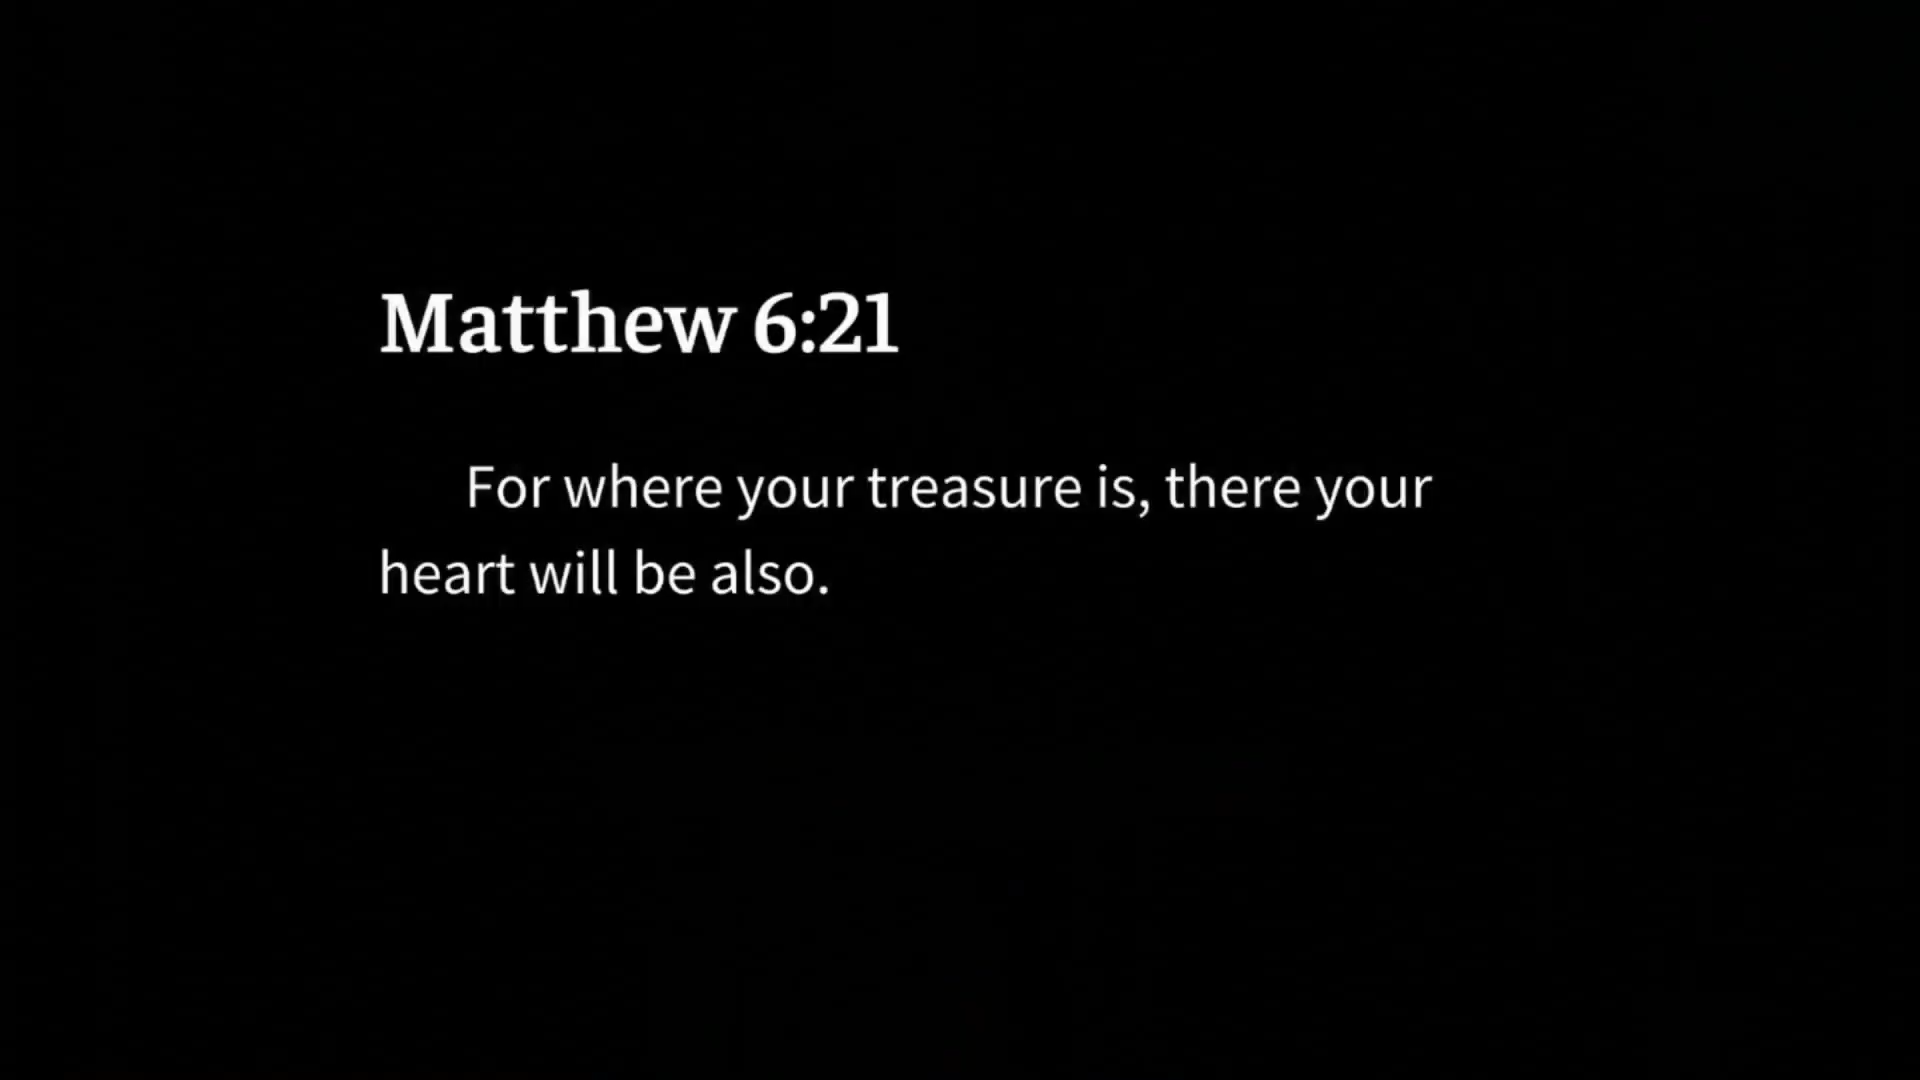 Matthew 6:21
For where your treasure is, there your
heart will be also.